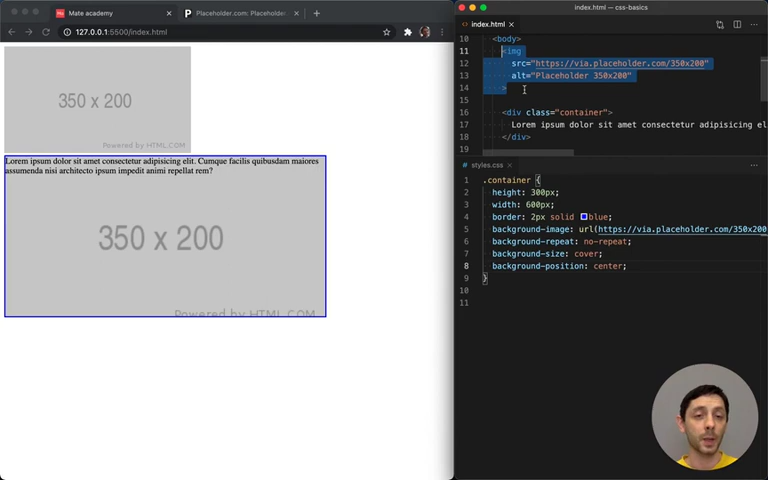 Mate academy
Placeholder.com: Placeholde
127.0.0.1:5500/index.html
350 x 200
Powered by HTML.COM
Lorem ipsum dolor sit amet consectetur adipisicing elit. Cumque facilis quibusdam maiores
assumenda nisi architecto ipsum impedit animi repellat rem?
350 x 200
Powered by HTML.COM
index.html — css-basics
index.html
10 <body>
11 <img
12 src="https://via.placeholder.com/350x200"
13 alt="Placeholder 350x200"
14 >
15
16 <div class="container">
17 Lorem ipsum dolor sit amet consectetur adipisicing el
18 </div>
19
styles.css
1 .container {
2 height: 300px;
3 width: 600px;
4 border: 2px solid blue;
5 background-image: url(https://via.placeholder.com/350x200
6 background-repeat: no-repeat;
7 background-size: cover;
8 background-position: center;
9 }
10
11